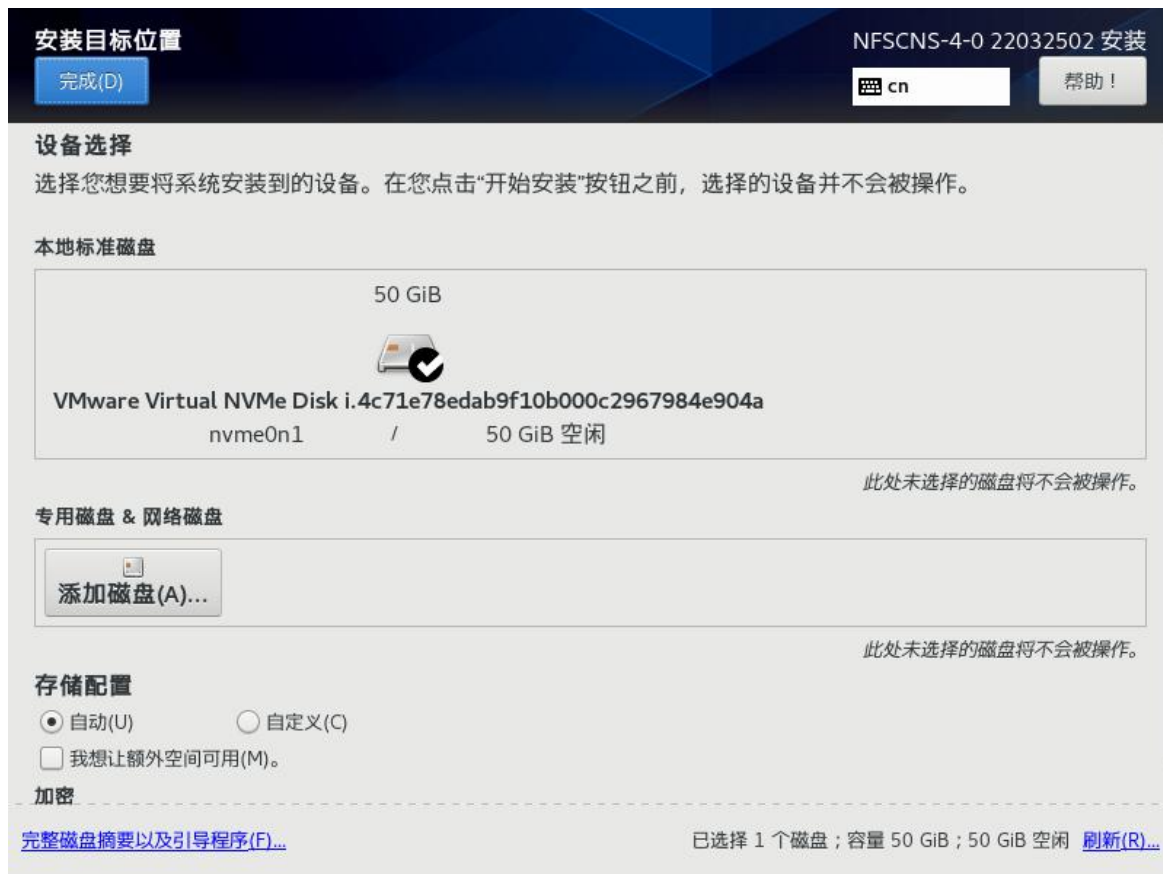 安装目标位置
NFSCNS-4-0 22032502 安装
完成(D)
cn
帮助！
设备选择
选择您想要将系统安装到的设备。在您点击“开始安装”按钮之前，选择的设备并不会被操作。
本地标准磁盘
50 GiB
VMware Virtual NVMe Disk i.4c71e78edab9f10b000c2967984e904a
nvme0n1 / 50 GiB 空闲
此处未选择的磁盘将不会被操作。
专用磁盘 & 网络磁盘
添加磁盘(A)...
此处未选择的磁盘将不会被操作。
存储配置
自动(U) 自定义(C)
我想让额外空间可用(M)。
加密
完整磁盘摘要以及引导程序(F)...
已选择 1 个磁盘；容量 50 GiB；50 GiB 空闲 刷新(R)...